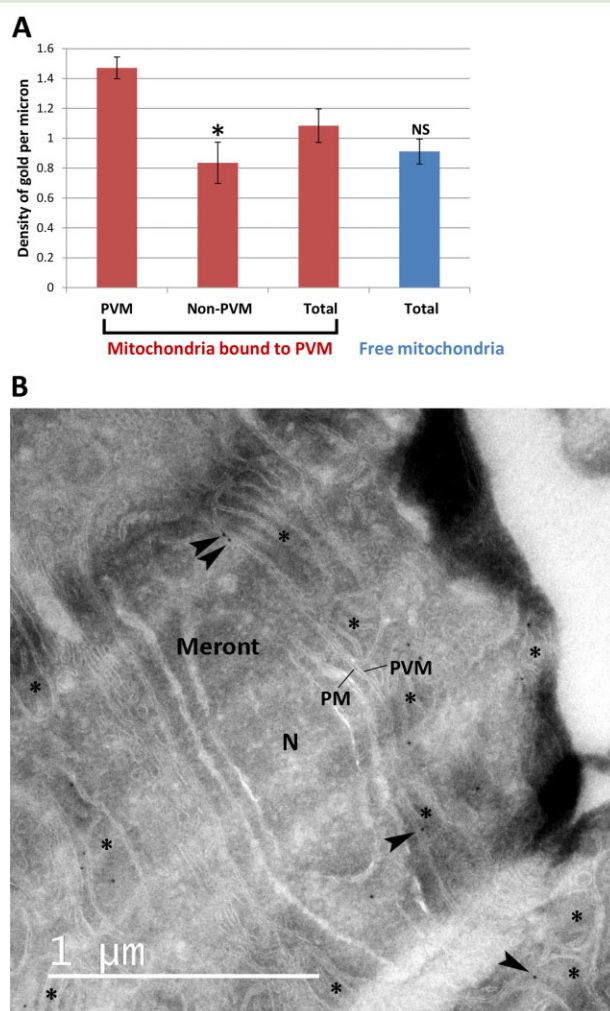 A
Density of gold per micron
1.6
1.4
1.2
1
0.8
0.6
0.4
0.2
0
*
NS
PVM Non-PVM Total Total
Mitochondria bound to PVM Free mitochondria
B
*
*
Meront
*
PVM
*
PM
*
N
*
*
*
*
1 μm
*
*
*